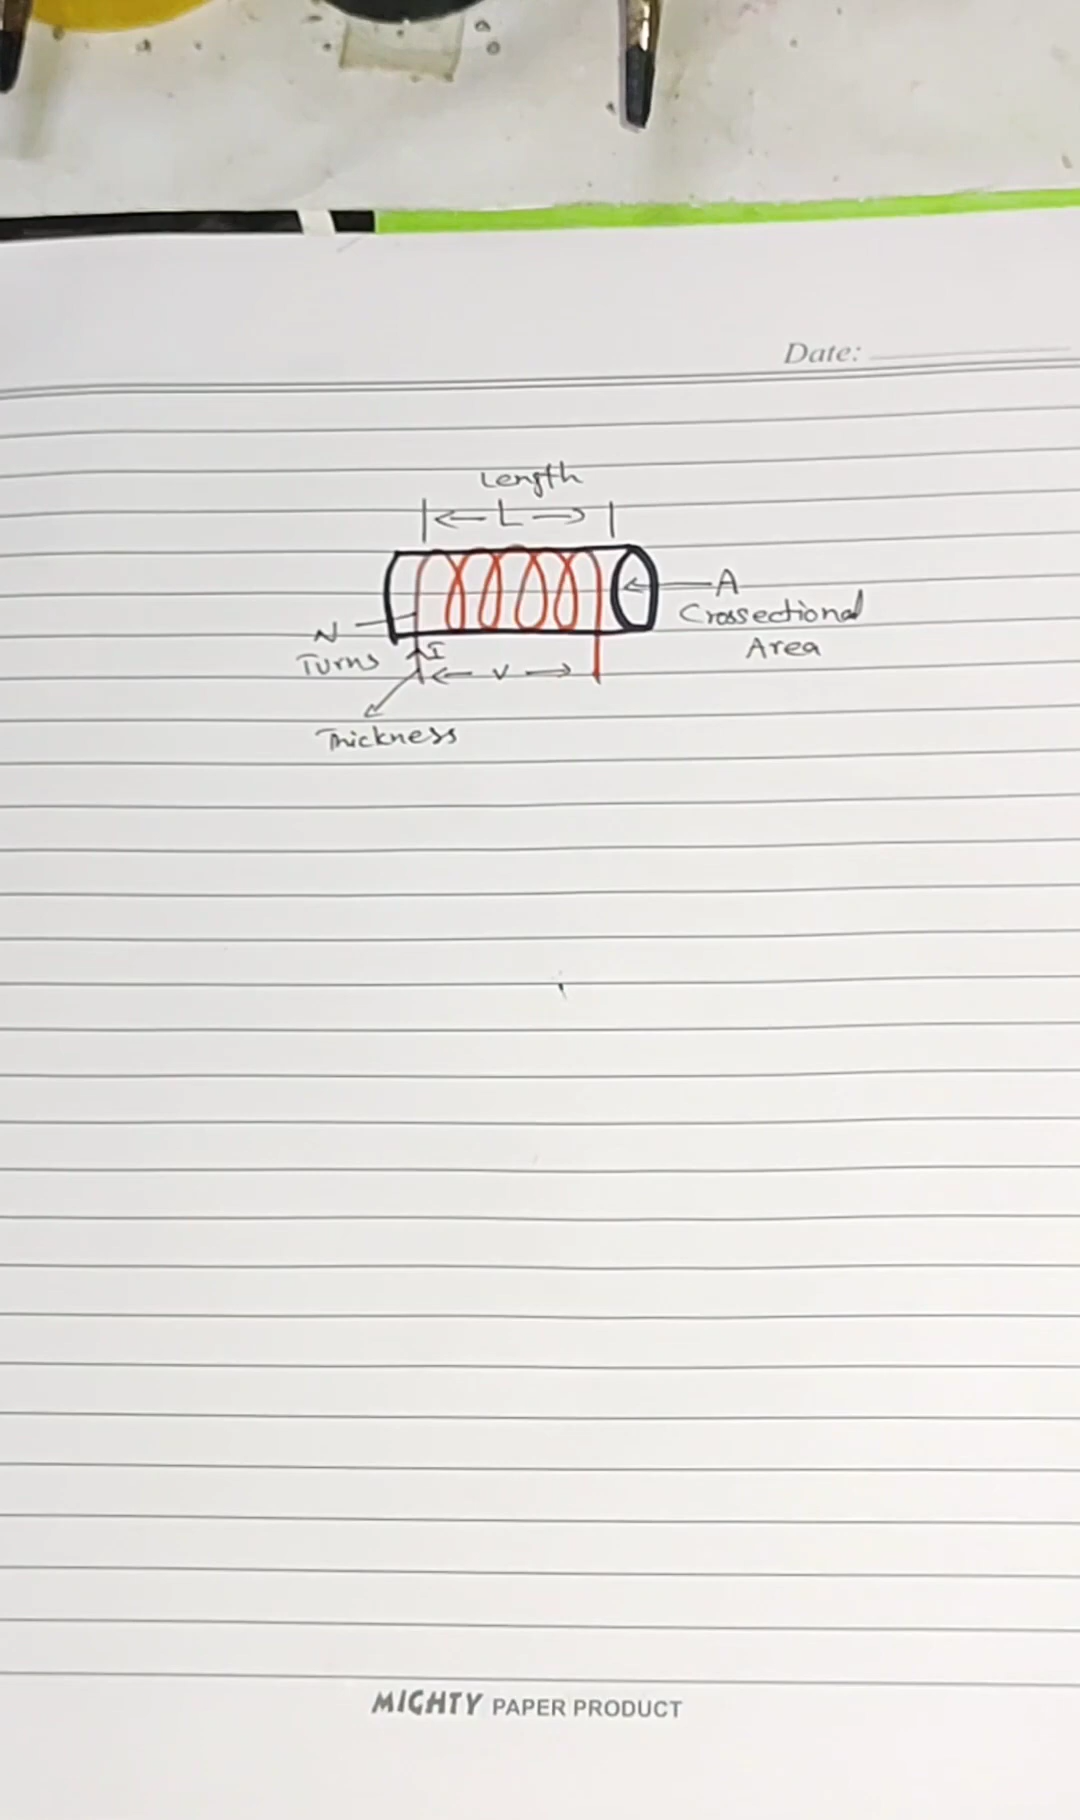 Date:
Length
L
A
Crossectional
Area
N
Turns
I
V
Thickness
MIGHTY PAPER PRODUCT